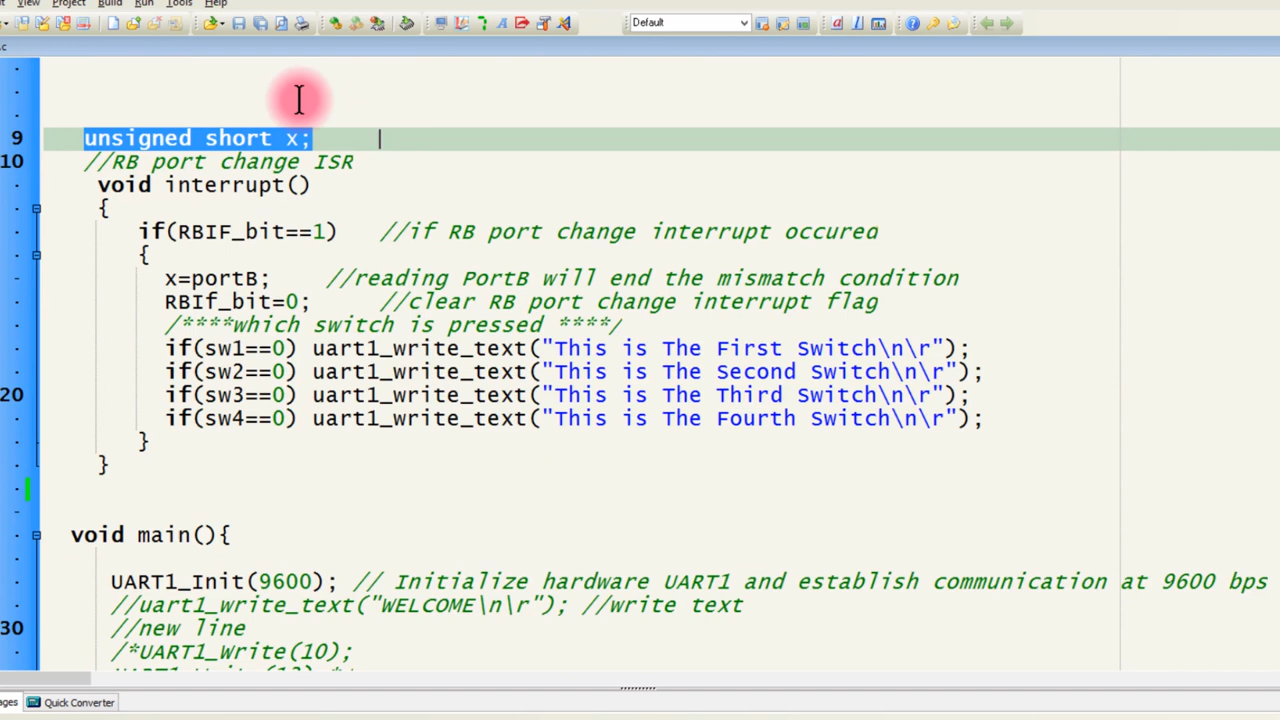 View Project Build Run Tools Help
Default
.c
9 unsigned short x;
10 //RB port change ISR
void interrupt()
{
if(RBIF_bit==1) //if RB port change interrupt occured
{
x=portB; //reading PortB will end the mismatch condition
RBIf_bit=0; //clear RB port change interrupt flag
/****which switch is pressed ****/
if(sw1==0) uart1_write_text("This is The First Switch\n\r");
if(sw2==0) uart1_write_text("This is The Second Switch\n\r");
20 if(sw3==0) uart1_write_text("This is The Third Switch\n\r");
if(sw4==0) uart1_write_text("This is The Fourth Switch\n\r");
}
}
void main(){
UART1_Init(9600); // Initialize hardware UART1 and establish communication at 9600 bps
//uart1_write_text("WELCOME\n\r"); //write text
30 //new line
/*UART1_Write(10);
Quick Converter